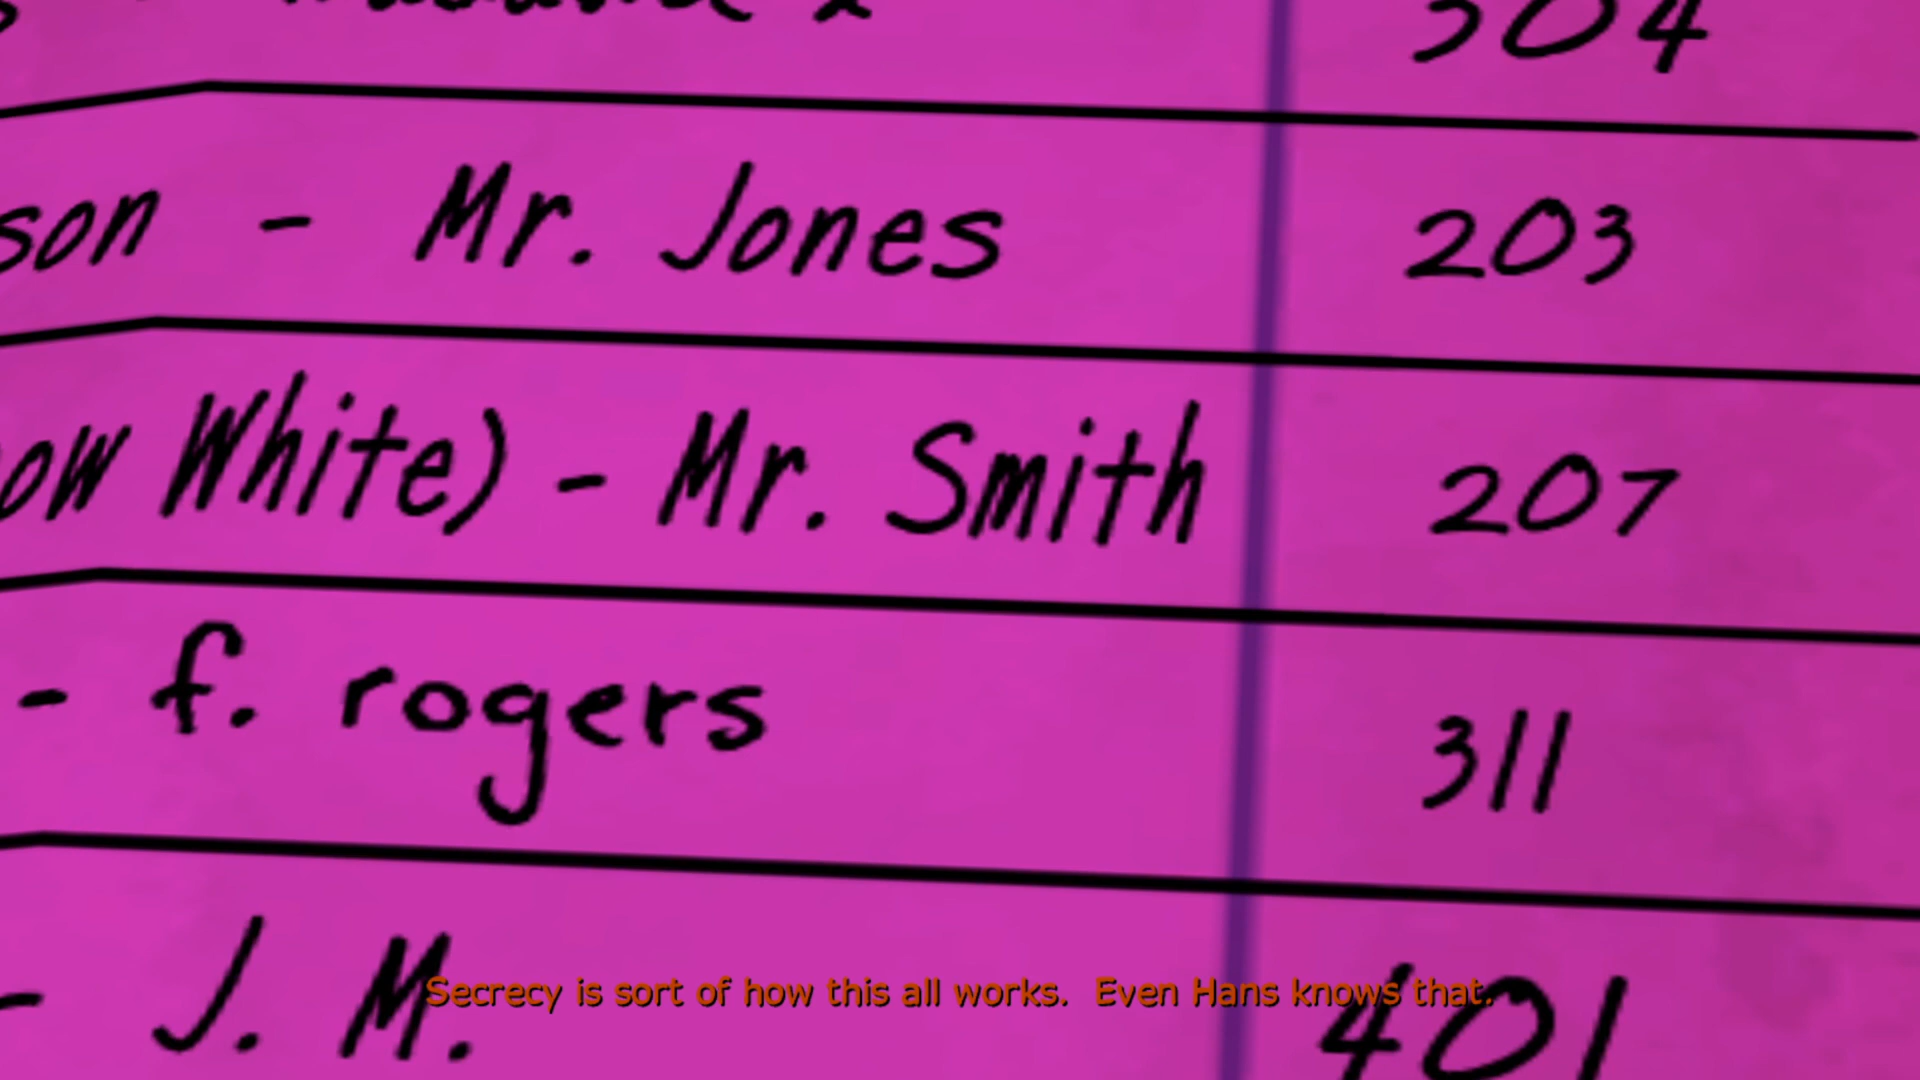 304
son - Mr. Jones 203
ow White) - Mr. Smith 207
- f. rogers 311
- J. M. 401
Secrecy is sort of how this all works. Even Hans knows that.